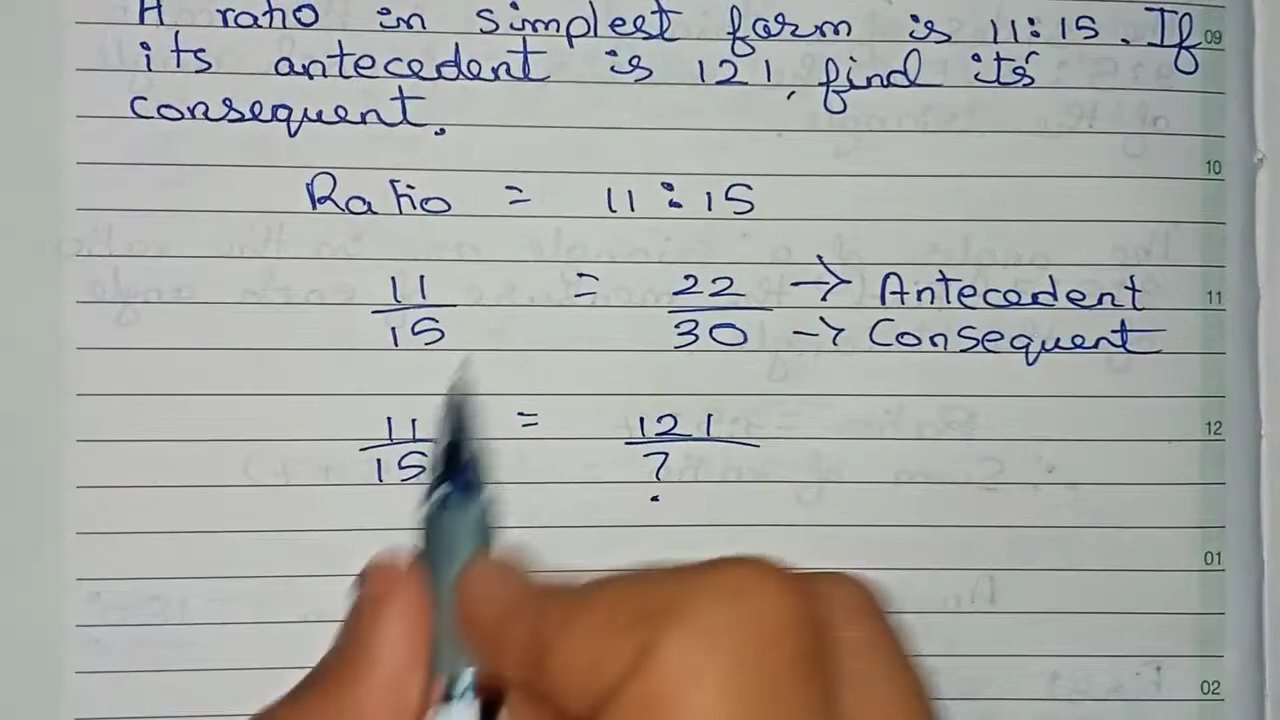 A ratio in simplest form is 11:15. If
its antecedent is 121, find its
consequent.
Ratio = 11:15
11/15 = 22/30 → Antecedent
→ Consequent
11/15 = 121/?
09
10
11
12
01
02